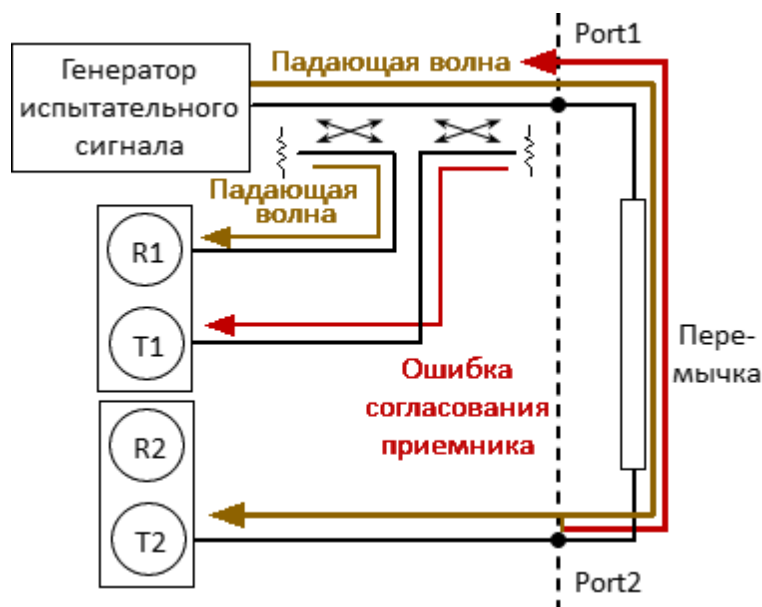 Port1
Генератор
испытательного
сигнала
Падающая волна
Падающая
волна
R1
T1
Пере-
мычка
Ошибка
согласования
приемника
R2
T2
Port2